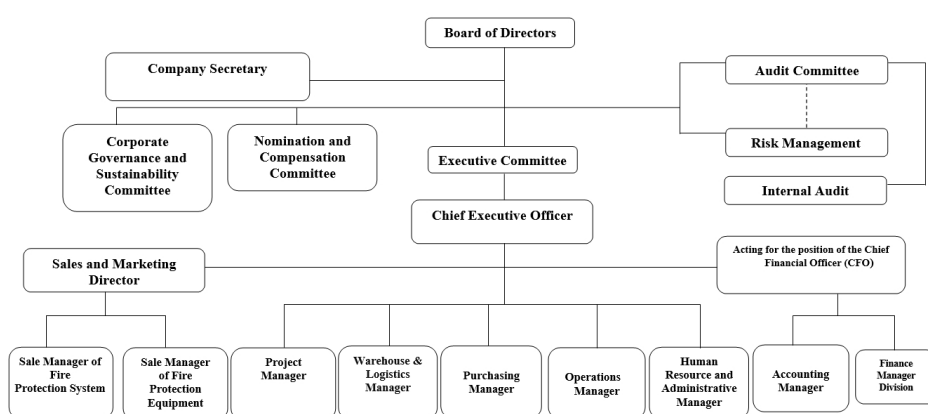 Board of Directors
Company Secretary
Audit Committee
Corporate
Governance and
Sustainability
Committee
Nomination and
Compensation
Committee
Executive Committee
Risk Management
Internal Audit
Chief Executive Officer
Sales and Marketing
Director
Acting for the position of the Chief
Financial Officer (CFO)
Sale Manager of
Fire
Protection System
Sale Manager
of Fire
Protection
Equipment
Project
Manager
Warehouse &
Logistics
Manager
Purchasing
Manager
Operations
Manager
Human
Resource and
Administrative
Manager
Accounting
Manager
Finance
Manager
Division